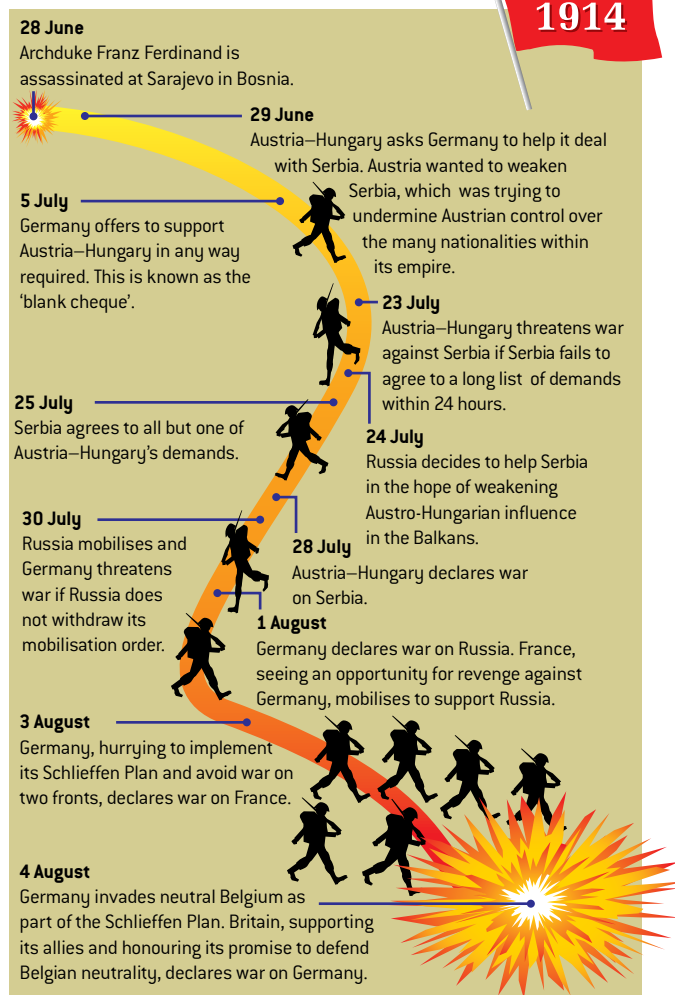 1914
28 June
Archduke Franz Ferdinand is
assassinated at Sarajevo in Bosnia.
29 June
Austria–Hungary asks Germany to help it deal
with Serbia. Austria wanted to weaken
Serbia, which was trying to
undermine Austrian control over
the many nationalities within
its empire.
5 July
Germany offers to support
Austria–Hungary in any way
required. This is known as the
‘blank cheque’.
23 July
Austria–Hungary threatens war
against Serbia if Serbia fails to
agree to a long list of demands
within 24 hours.
24 July
Russia decides to help Serbia
in the hope of weakening
Austro-Hungarian influence
in the Balkans.
25 July
Serbia agrees to all but one of
Austria–Hungary’s demands.
28 July
Austria–Hungary declares war
on Serbia.
30 July
Russia mobilises and
Germany threatens
war if Russia does
not withdraw its
mobilisation order.
1 August
Germany declares war on Russia. France,
seeing an opportunity for revenge against
Germany, mobilises to support Russia.
3 August
Germany, hurrying to implement
its Schlieffen Plan and avoid war on
two fronts, declares war on France.
4 August
Germany invades neutral Belgium as
part of the Schlieffen Plan. Britain, supporting
its allies and honouring its promise to defend
Belgian neutrality, declares war on Germany.